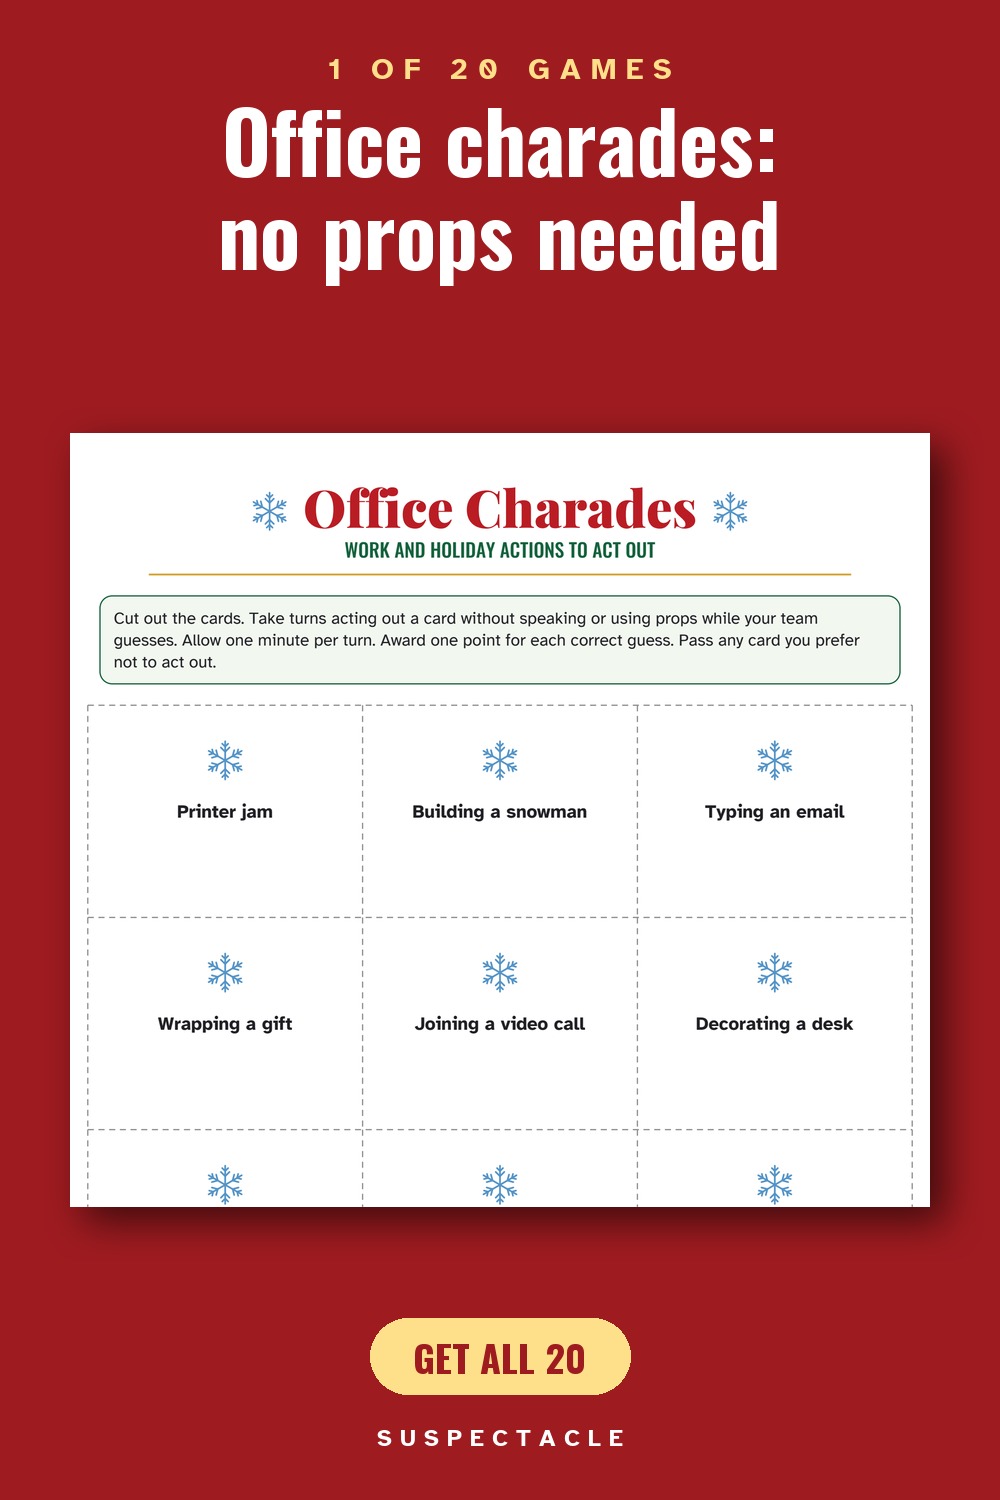 1 OF 20 GAMES
Office charades:
no props needed
Office Charades
WORK AND HOLIDAY ACTIONS TO ACT OUT
Cut out the cards. Take turns acting out a card without speaking or using props while your team
guesses. Allow one minute per turn. Award one point for each correct guess. Pass any card you prefer
not to act out.
Printer jam
Building a snowman
Typing an email
Wrapping a gift
Joining a video call
Decorating a desk
GET ALL 20
SUSPECTACLE